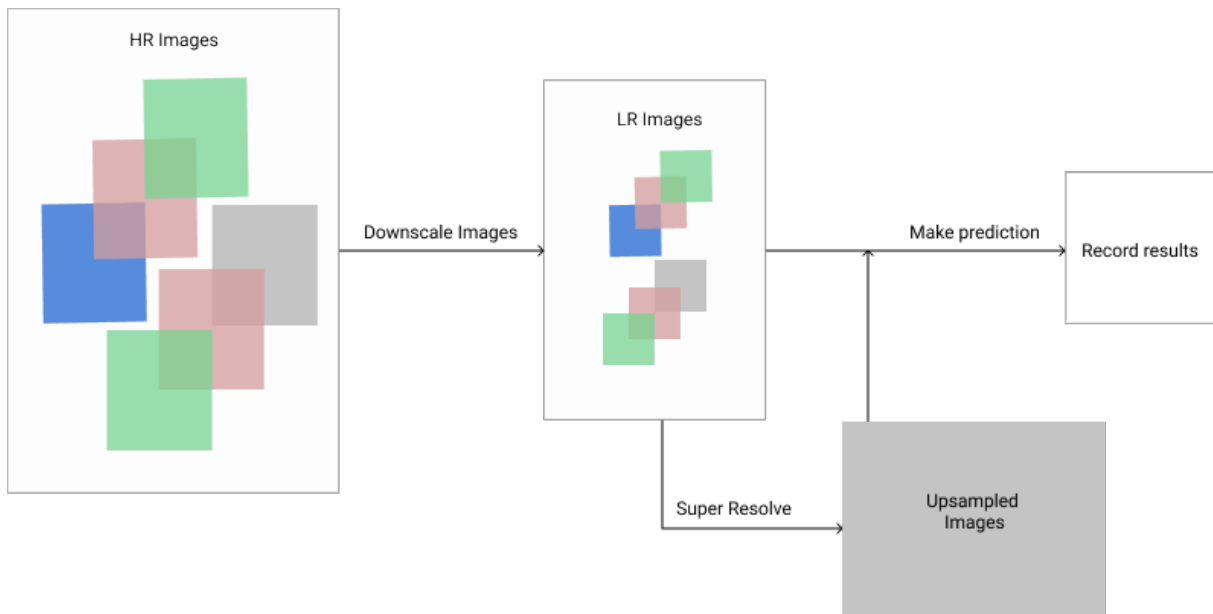 HR Images
LR Images
Downscale Images
Make prediction
Record results
Super Resolve
Upsampled
Images